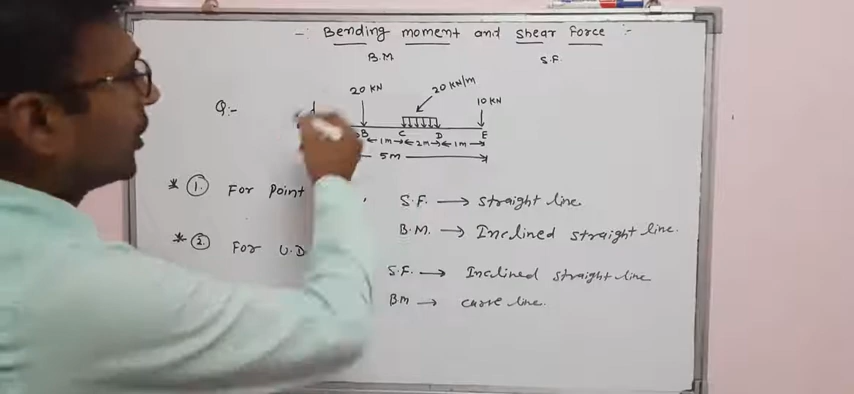 -: Bending moment and shear Force :-
B.M. S.F.
20 KN/m
20 KN
10 KN
Q:-
B C D E
1m 2m 1m
5m
* 1. For Point
S.F. → straight line
B.M. → Inclined straight line.
* 2. For U.D
S.F. → Inclined straight line
Bm → curve line.